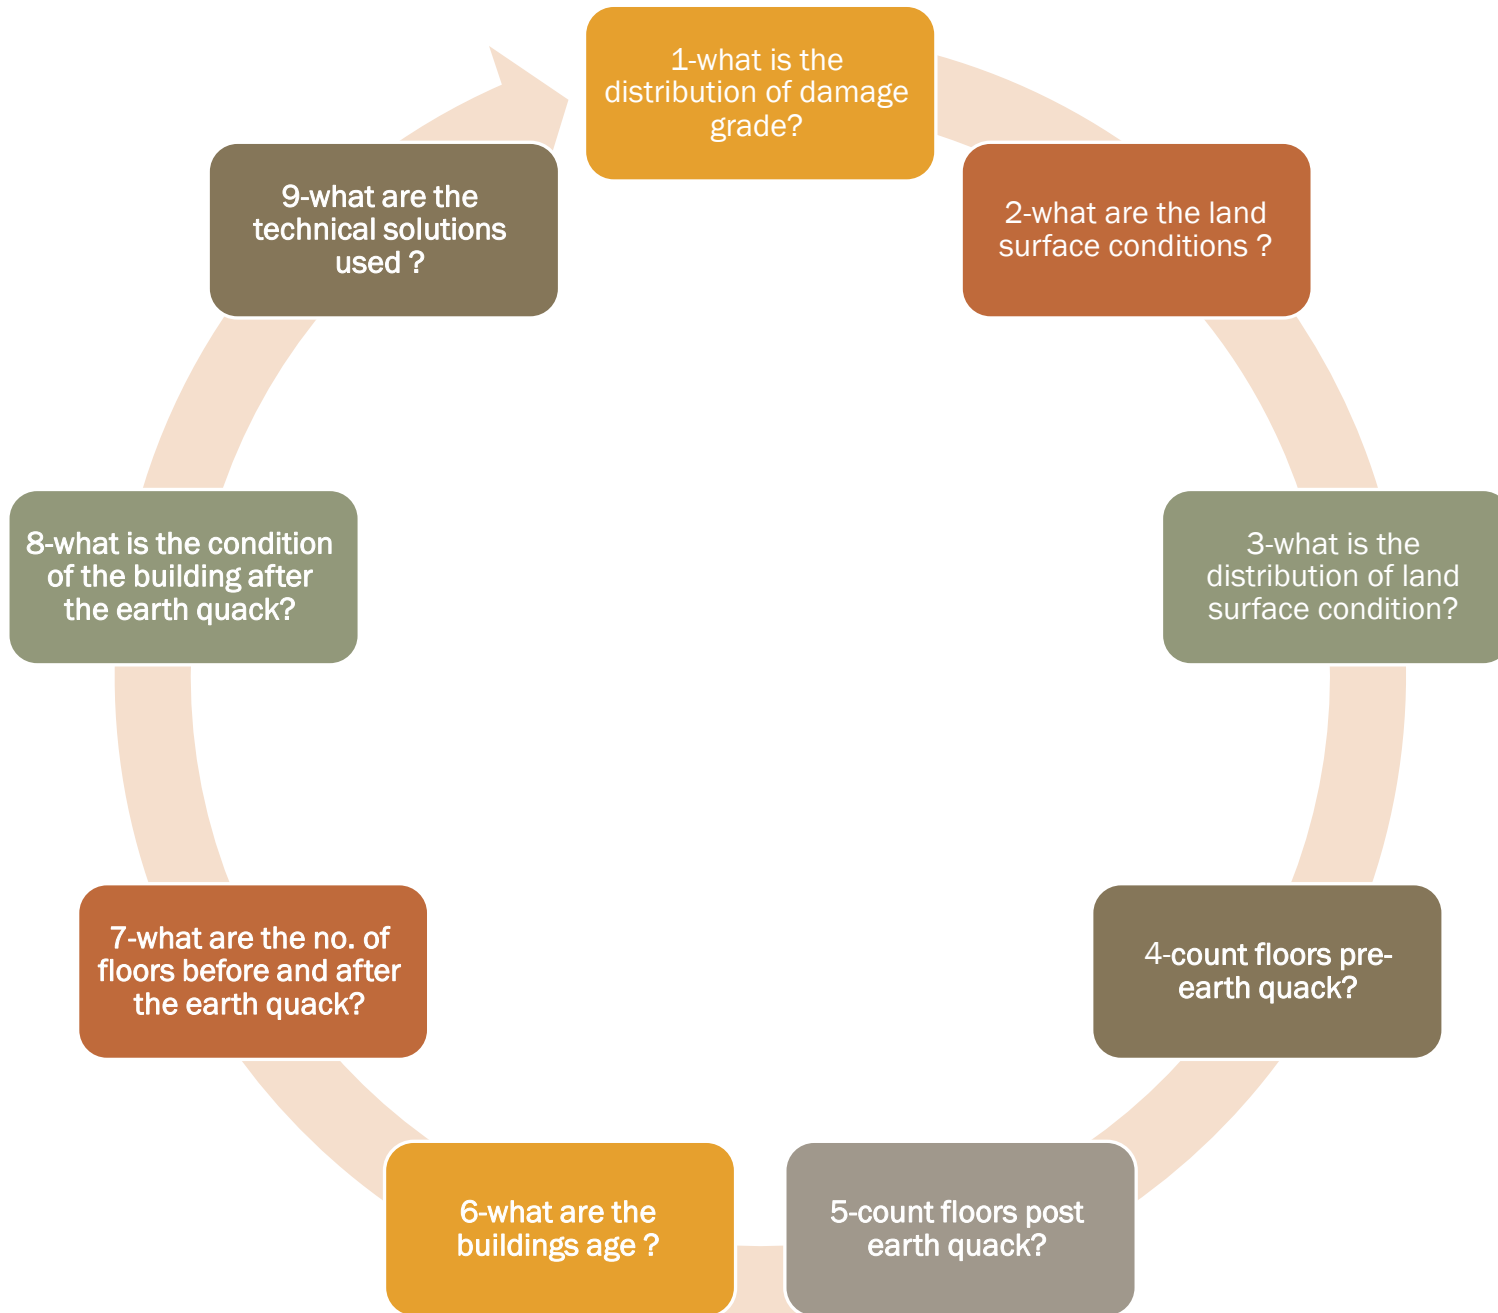 1-what is the
distribution of damage
grade?
2-what are the land
surface conditions ?
3-what is the
distribution of land
surface condition?
4-count floors pre-
earth quack?
5-count floors post
earth quack?
6-what are the
buildings age ?
7-what are the no. of
floors before and after
the earth quack?
8-what is the condition
of the building after
the earth quack?
9-what are the
technical solutions
used ?